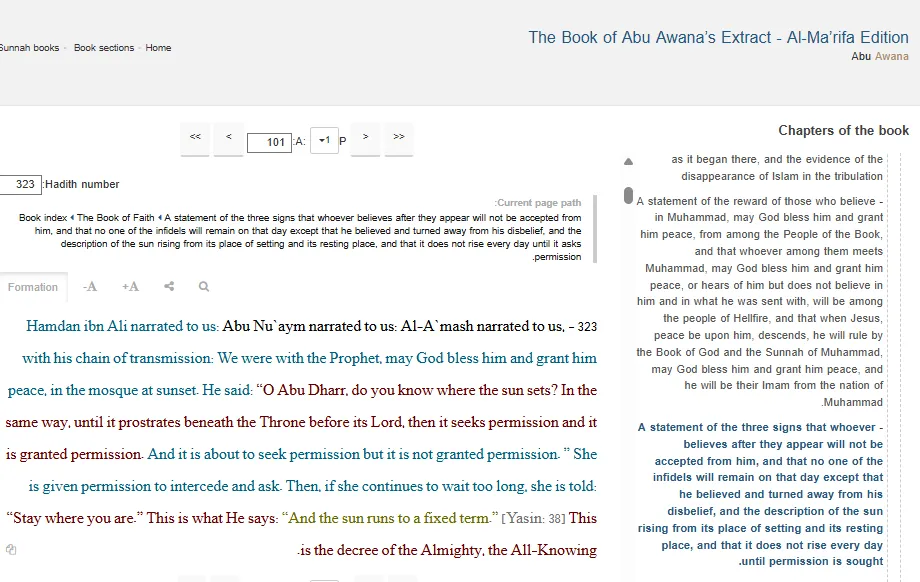 The Book of Abu Awana's Extract - Al-Ma'rifa Edition
Abu Awana
Sunnah books - Book sections - Home
<< < 101 :A: 1 P > >>
323 :Hadith number
:Current page path
Book index ◂ The Book of Faith ◂ A statement of the three signs that whoever believes after they appear will not be accepted from
him, and that no one of the infidels will remain on that day except that he believed and turned away from his disbelief, and the
description of the sun rising from its place of setting and its resting place, and that it does not rise every day until it asks
.permission
Formation -A +A
Hamdan ibn Ali narrated to us: Abu Nu`aym narrated to us: Al-A`mash narrated to us, – 323
with his chain of transmission: We were with the Prophet, may God bless him and grant him
peace, in the mosque at sunset. He said: “O Abu Dharr, do you know where the sun sets? In the
same way, until it prostrates beneath the Throne before its Lord, then it seeks permission and it
is granted permission. And it is about to seek permission but it is not granted permission. ” She
is given permission to intercede and ask. Then, if she continues to wait too long, she is told:
“Stay where you are.” This is what He says: “And the sun runs to a fixed term.” [Yasin: 38] This
.is the decree of the Almighty, the All-Knowing
Chapters of the book
as it began there, and the evidence of the
disappearance of Islam in the tribulation
A statement of the reward of those who believe -
in Muhammad, may God bless him and grant
him peace, from among the People of the Book,
and that whoever among them meets
Muhammad, may God bless him and grant him
peace, or hears of him but does not believe in
him and in what he was sent with, will be among
the people of Hellfire, and that when Jesus,
peace be upon him, descends, he will rule by
the Book of God and the Sunnah of Muhammad,
may God bless him and grant him peace, and
he will be their Imam from the nation of
.Muhammad
A statement of the three signs that whoever -
believes after they appear will not be
accepted from him, and that no one of the
infidels will remain on that day except that
he believed and turned away from his
disbelief, and the description of the sun
rising from its place of setting and its resting
place, and that it does not rise every day
.until permission is sought